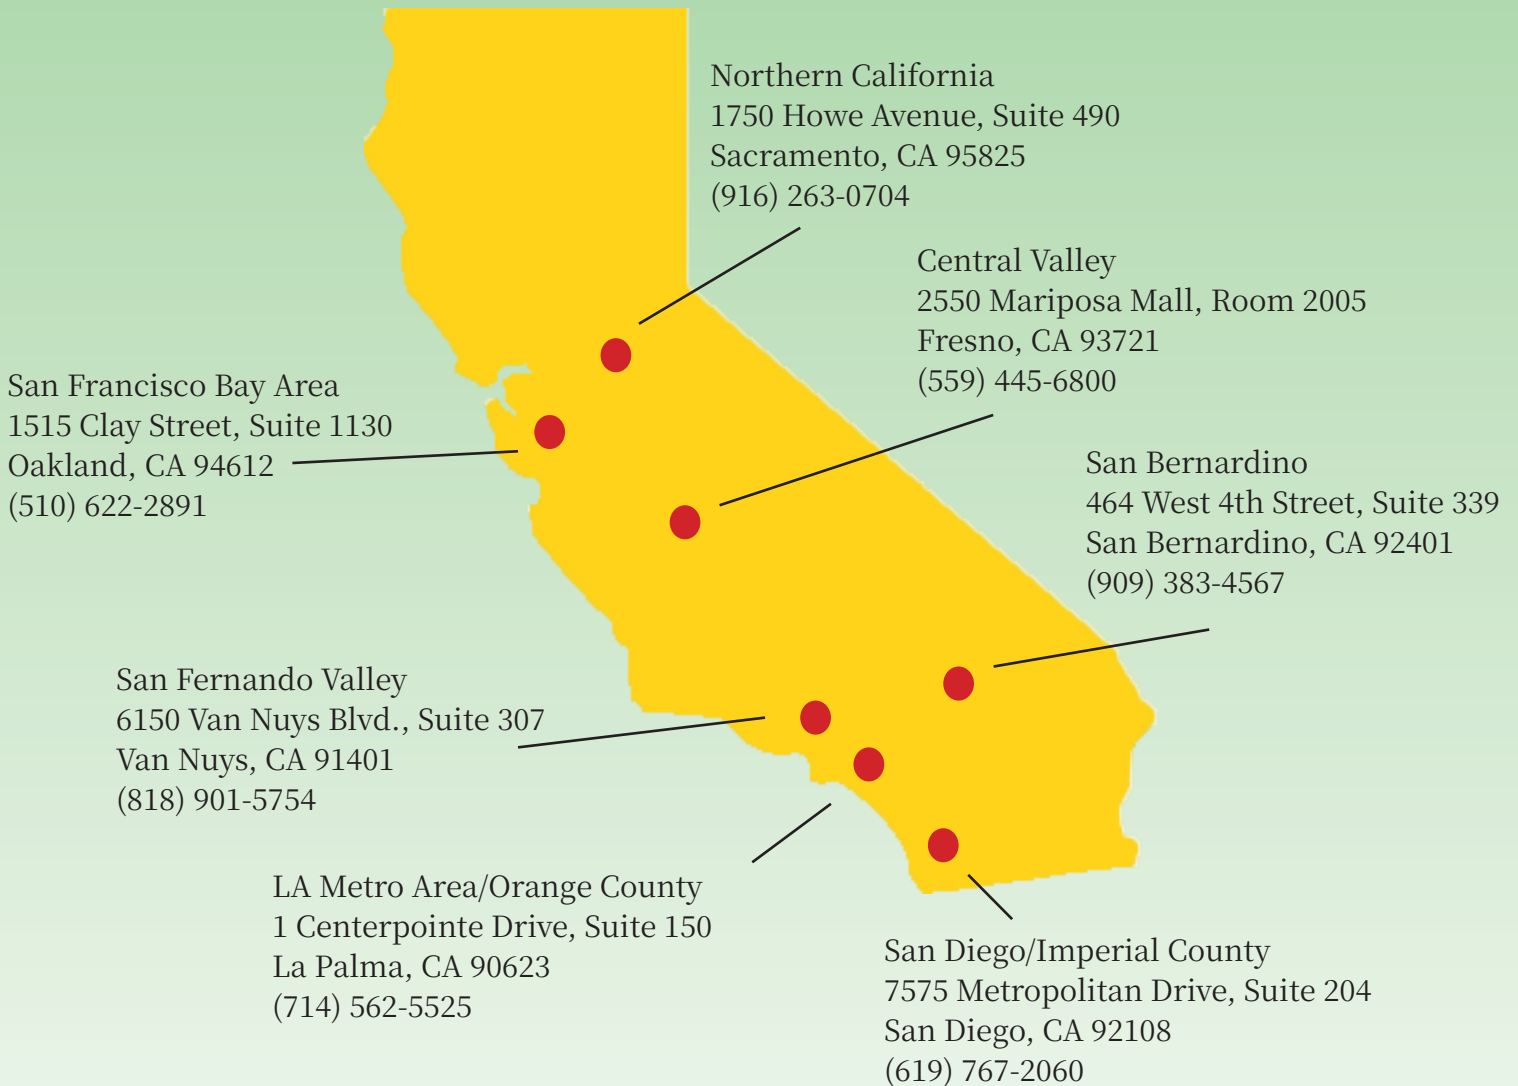 Northern California
1750 Howe Avenue, Suite 490
Sacramento, CA 95825
(916) 263-0704
Central Valley
2550 Mariposa Mall, Room 2005
Fresno, CA 93721
(559) 445-6800
San Francisco Bay Area
1515 Clay Street, Suite 1130
Oakland, CA 94612
(510) 622-2891
San Bernardino
464 West 4th Street, Suite 339
San Bernardino, CA 92401
(909) 383-4567
San Fernando Valley
6150 Van Nuys Blvd., Suite 307
Van Nuys, CA 91401
(818) 901-5754
LA Metro Area/Orange County
1 Centerpointe Drive, Suite 150
La Palma, CA 90623
(714) 562-5525
San Diego/Imperial County
7575 Metropolitan Drive, Suite 204
San Diego, CA 92108
(619) 767-2060